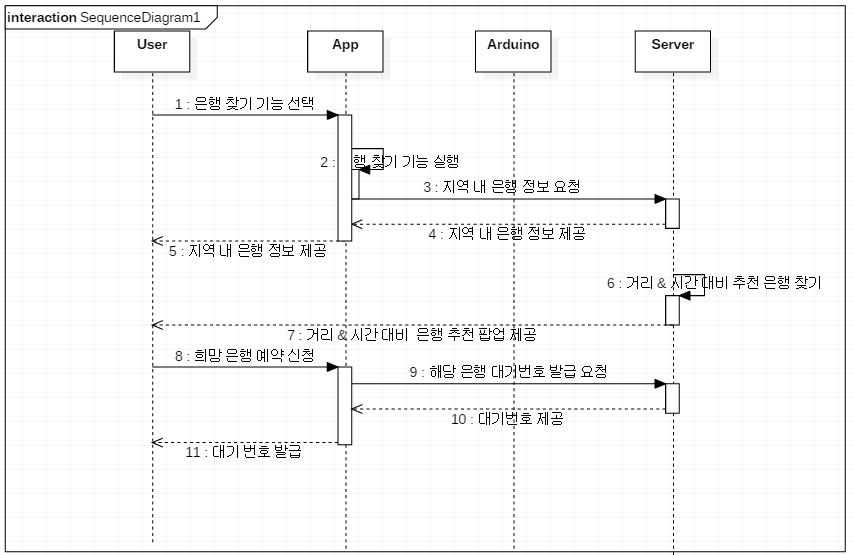 interaction SequenceDiagram1
User
App
Arduino
Server
1 : 은행 찾기 기능 선택
2 : 행 찾기 기능 실행
3 : 지역 내 은행 정보 요청
4 : 지역 내 은행 정보 제공
5 : 지역 내 은행 정보 제공
6 : 거리 & 시간 대비 추천 은행 찾기
7 : 거리 & 시간 대비 은행 추천 팝업 제공
8 : 희망 은행 예약 신청
9 : 해당 은행 대기번호 발급 요청
10 : 대기번호 제공
11 : 대기 번호 발급